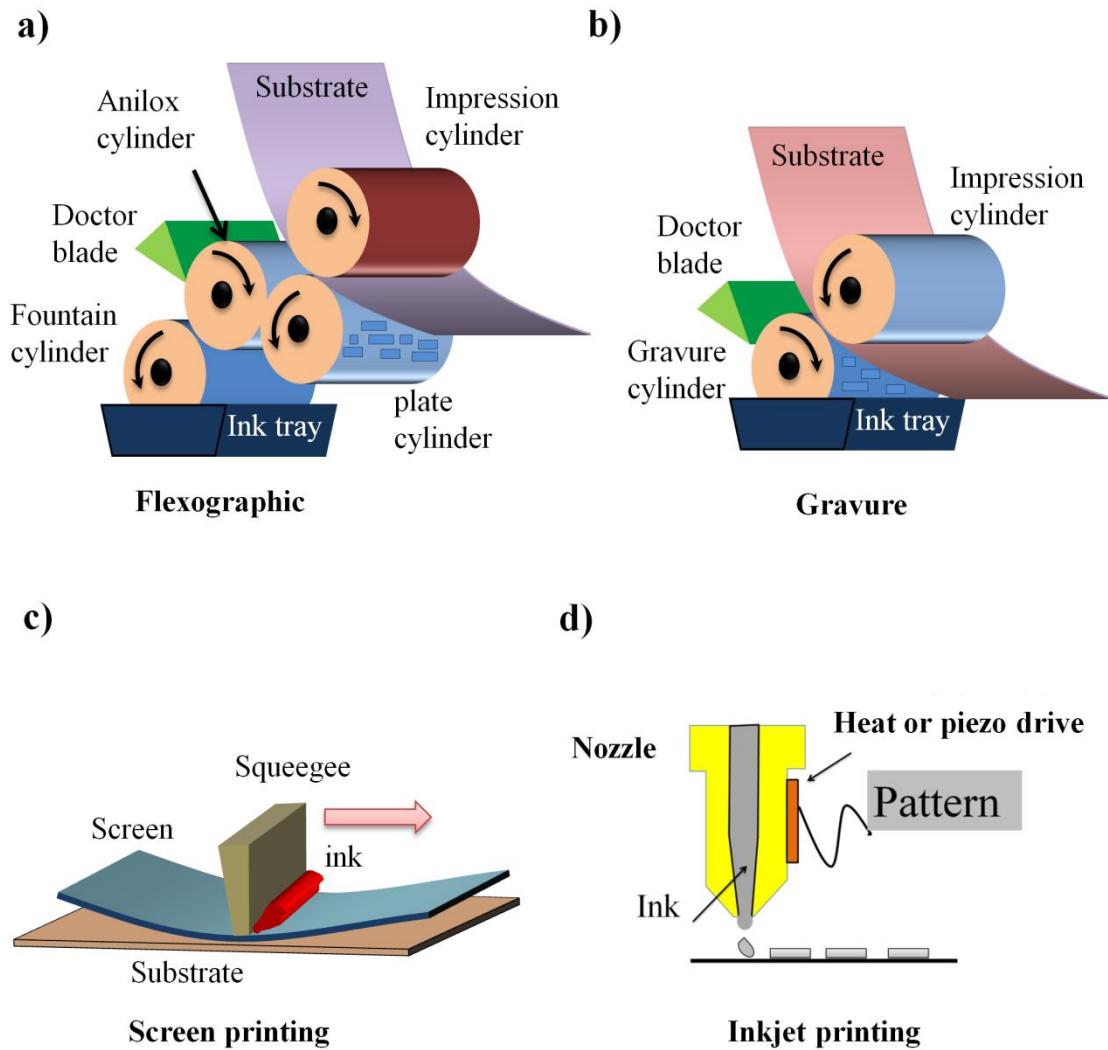 a)
Anilox
cylinder
Substrate
Impression
cylinder
Doctor
blade
Fountain
cylinder
Ink tray
plate
cylinder
Flexographic
b)
Substrate
Impression
cylinder
Doctor
blade
Gravure
cylinder
Ink tray
Gravure
c)
Squeegee
Screen
ink
Substrate
Screen printing
d)
Heat or piezo drive
Nozzle
Pattern
Ink
Inkjet printing